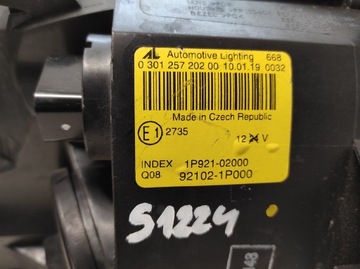 AL Automotive Lighting 668
0 301 257 202 00 10.01.19 0032
Made in Czech Republic
E1 2735 12 24 V
INDEX 1P921-02000
Q08 92102-1P000
S1224